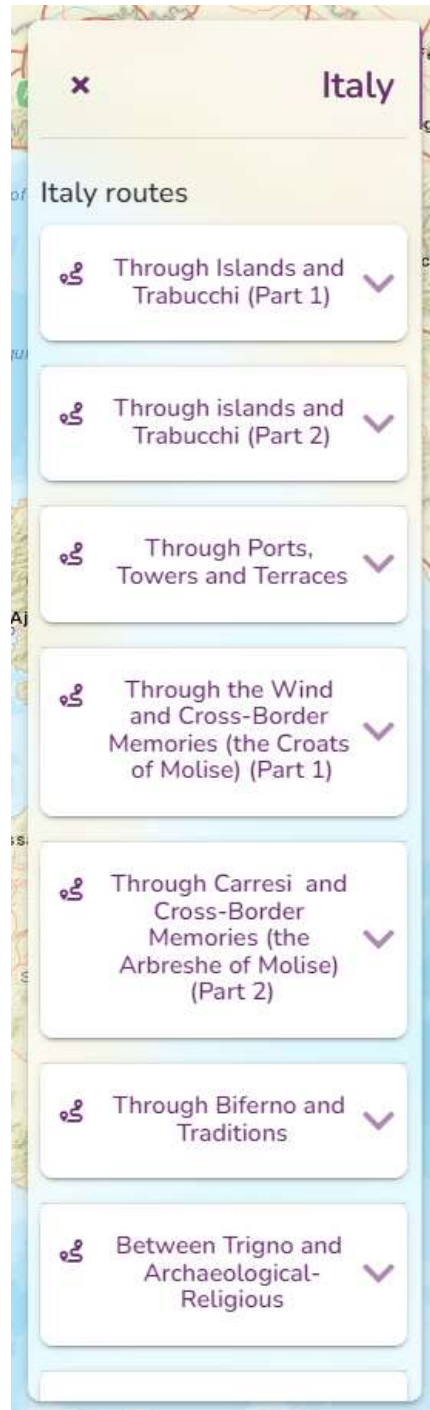 Italy
Italy routes
Through Islands and
Trabucchi (Part 1)
Through islands and
Trabucchi (Part 2)
Through Ports,
Towers and Terraces
Through the Wind
and Cross-Border
Memories (the Croats
of Molise) (Part 1)
Through Carresi and
Cross-Border
Memories (the
Arbreshe of Molise)
(Part 2)
Through Biferno and
Traditions
Between Trigno and
Archaeological-
Religious